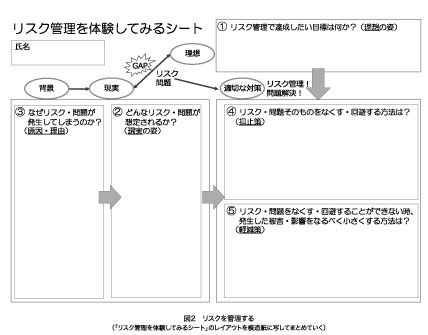 リスク管理を体験してみるシート
氏名
① リスク管理で達成したい目標は何か？（理想の姿）
理想
GAP
リスク
問題
背景
現実
適切な対策
リスク管理！
問題解決！
③ なぜリスク・問題が
発生してしまうのか？
（原因・理由）
② どんなリスク・問題が
想定されるか？
（現実の姿）
④ リスク・問題そのものをなくす・回避する方法は？
（抑止策）
⑤ リスク・問題をなくす・回避することができない時、
発生した被害・影響をなるべく小さくする方法は？
（軽減策）
図2　リスクを管理する
（「リスク管理を体験してみるシート」のレイアウトを模造紙に写してまとめていく）